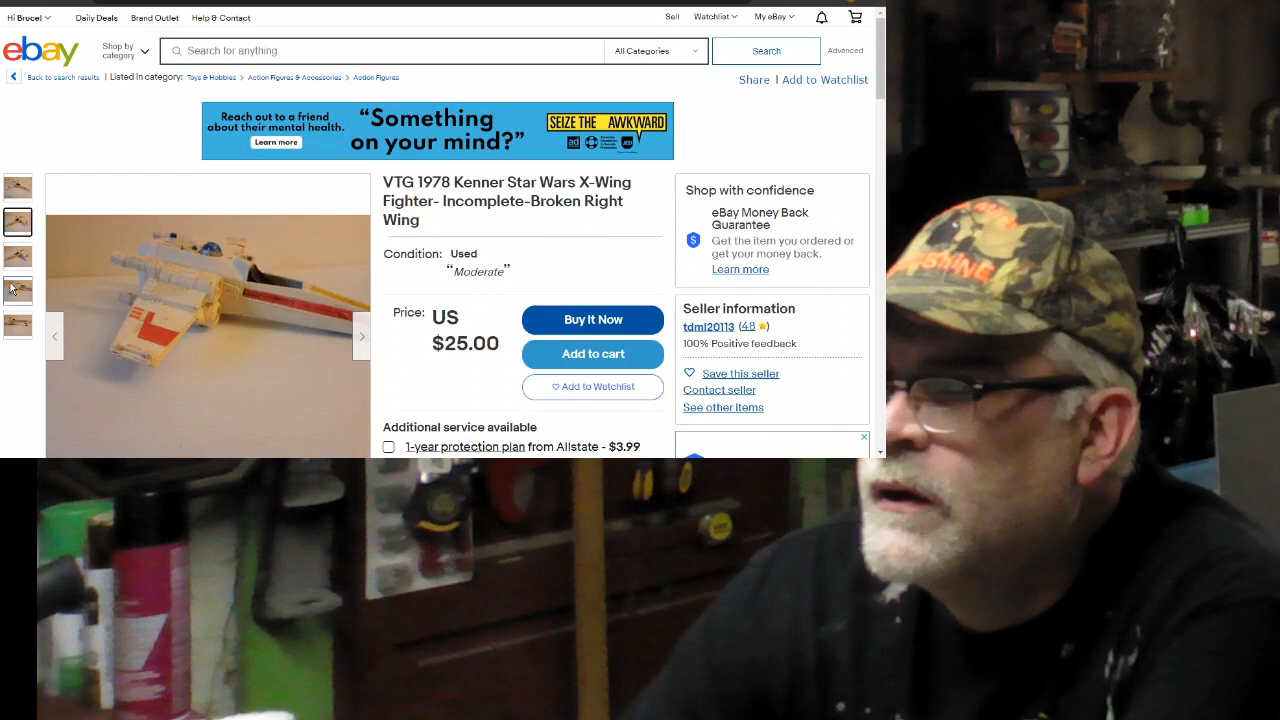 Hi Bruce!
Daily Deals
Brand Outlet
Help & Contact
Sell
Watchlist
My eBay
ebay
Shop by
category
Search for anything
All Categories
Search
Advanced
Back to search results
Listed in category:
Toys & Hobbies
Action Figures & Accessories
Action Figures
Share
Add to Watchlist
Reach out to a friend
about their mental health.
Learn more
"Something
on your mind?"
SEIZE THE AWKWARD
ad
VTG 1978 Kenner Star Wars X-Wing
Fighter- Incomplete-Broken Right
Wing
Condition: Used
"Moderate"
Price:
US
$25.00
Buy It Now
Add to cart
Add to Watchlist
Additional service available
1-year protection plan from Allstate - $3.99
Shop with confidence
eBay Money Back
Guarantee
Get the item you ordered or
get your money back.
Learn more
Seller information
tdml20113 (48)
100% Positive feedback
Save this seller
Contact seller
See other items